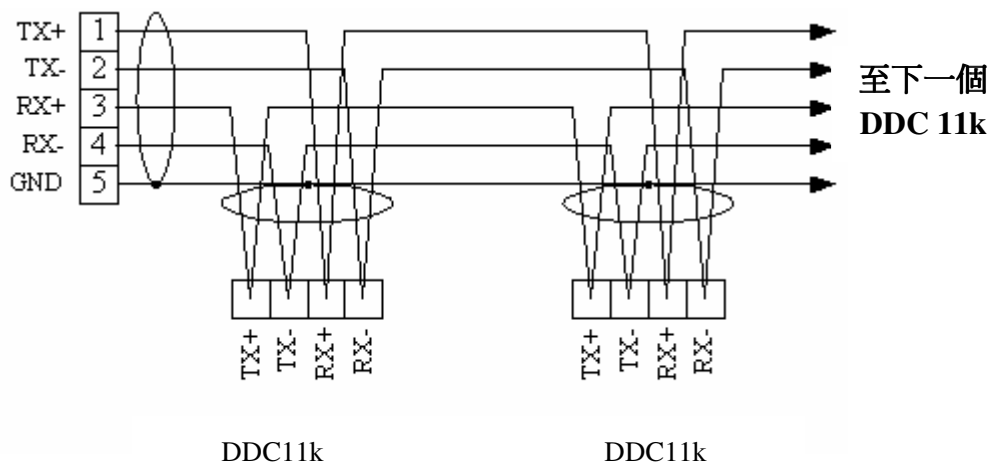 TX+ 1
TX- 2
RX+ 3
RX- 4
GND 5
至下一個
DDC 11k
TX+ TX- RX+ RX-
TX+ TX- RX+ RX-
DDC11k
DDC11k